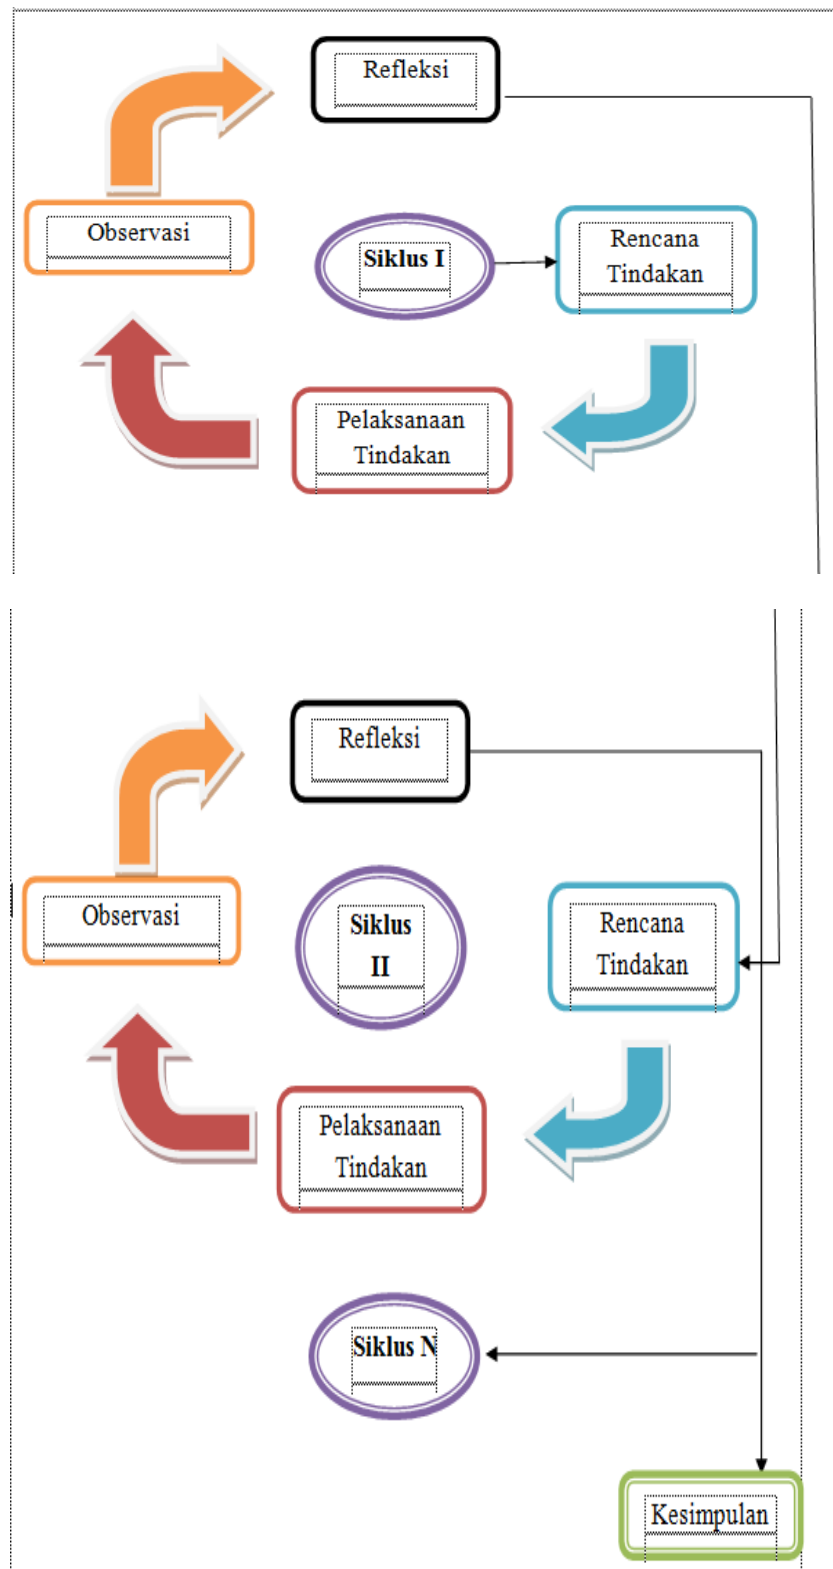 Refleksi
Observasi
Siklus I
Rencana
Tindakan
Pelaksanaan
Tindakan
Refleksi
Observasi
Siklus
II
Rencana
Tindakan
Pelaksanaan
Tindakan
Siklus N
Kesimpulan